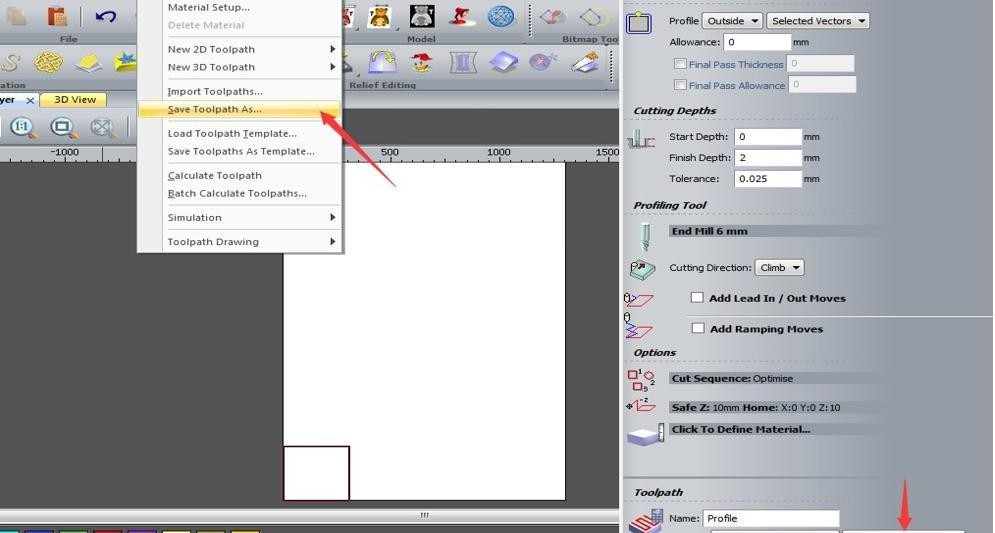 Material Setup...
Delete Material
New 2D Toolpath
New 3D Toolpath
Import Toolpaths...
Save Toolpath As...
Load Toolpath Template...
Save Toolpaths As Template...
Calculate Toolpath
Batch Calculate Toolpaths...
Simulation
Toolpath Drawing
File
Model
Bitmap Too
ation
Relief Editing
yer
3D View
1:1
-1000
500
1000
1500
Profile Outside Selected Vectors
Allowance: 0 mm
Final Pass Thickness 0
Final Pass Allowance 0
Cutting Depths
Start Depth: 0 mm
Finish Depth: 2 mm
Tolerance: 0.025 mm
Profiling Tool
End Mill 6 mm
Cutting Direction: Climb
Add Lead In / Out Moves
Add Ramping Moves
Options
Cut Sequence: Optimise
Safe Z: 10mm Home: X:0 Y:0 Z:10
Click To Define Material...
Toolpath
Name: Profile